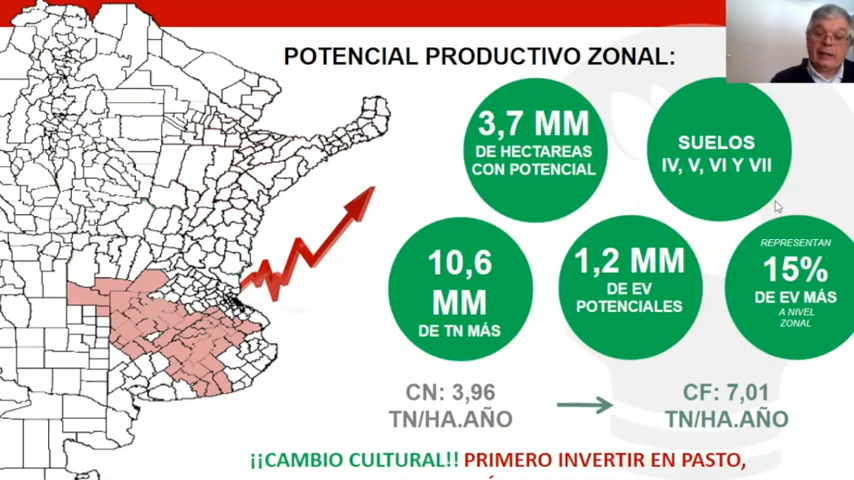 POTENCIAL PRODUCTIVO ZONAL:
3,7 MM
DE HECTAREAS
CON POTENCIAL
SUELOS
IV, V, VI Y VII
10,6
MM
DE TN MÁS
1,2 MM
DE EV
POTENCIALES
REPRESENTAN
15%
DE EV MÁS
A NIVEL
ZONAL
CN: 3,96
TN/HA.AÑO
CF: 7,01
TN/HA.AÑO
¡¡CAMBIO CULTURAL!! PRIMERO INVERTIR EN PASTO,